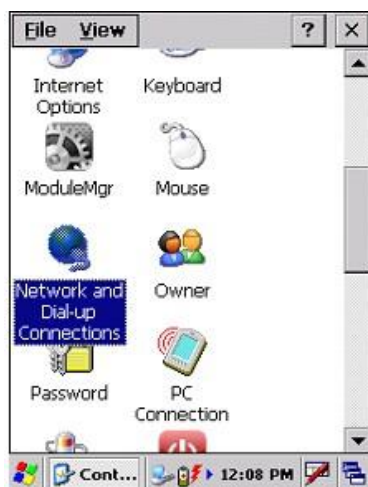 File View ? ×
Internet
Options
Keyboard
ModuleMgr
Mouse
Network and
Dial-up
Connections
Owner
Password
PC
Connection
Cont... 12:08 PM